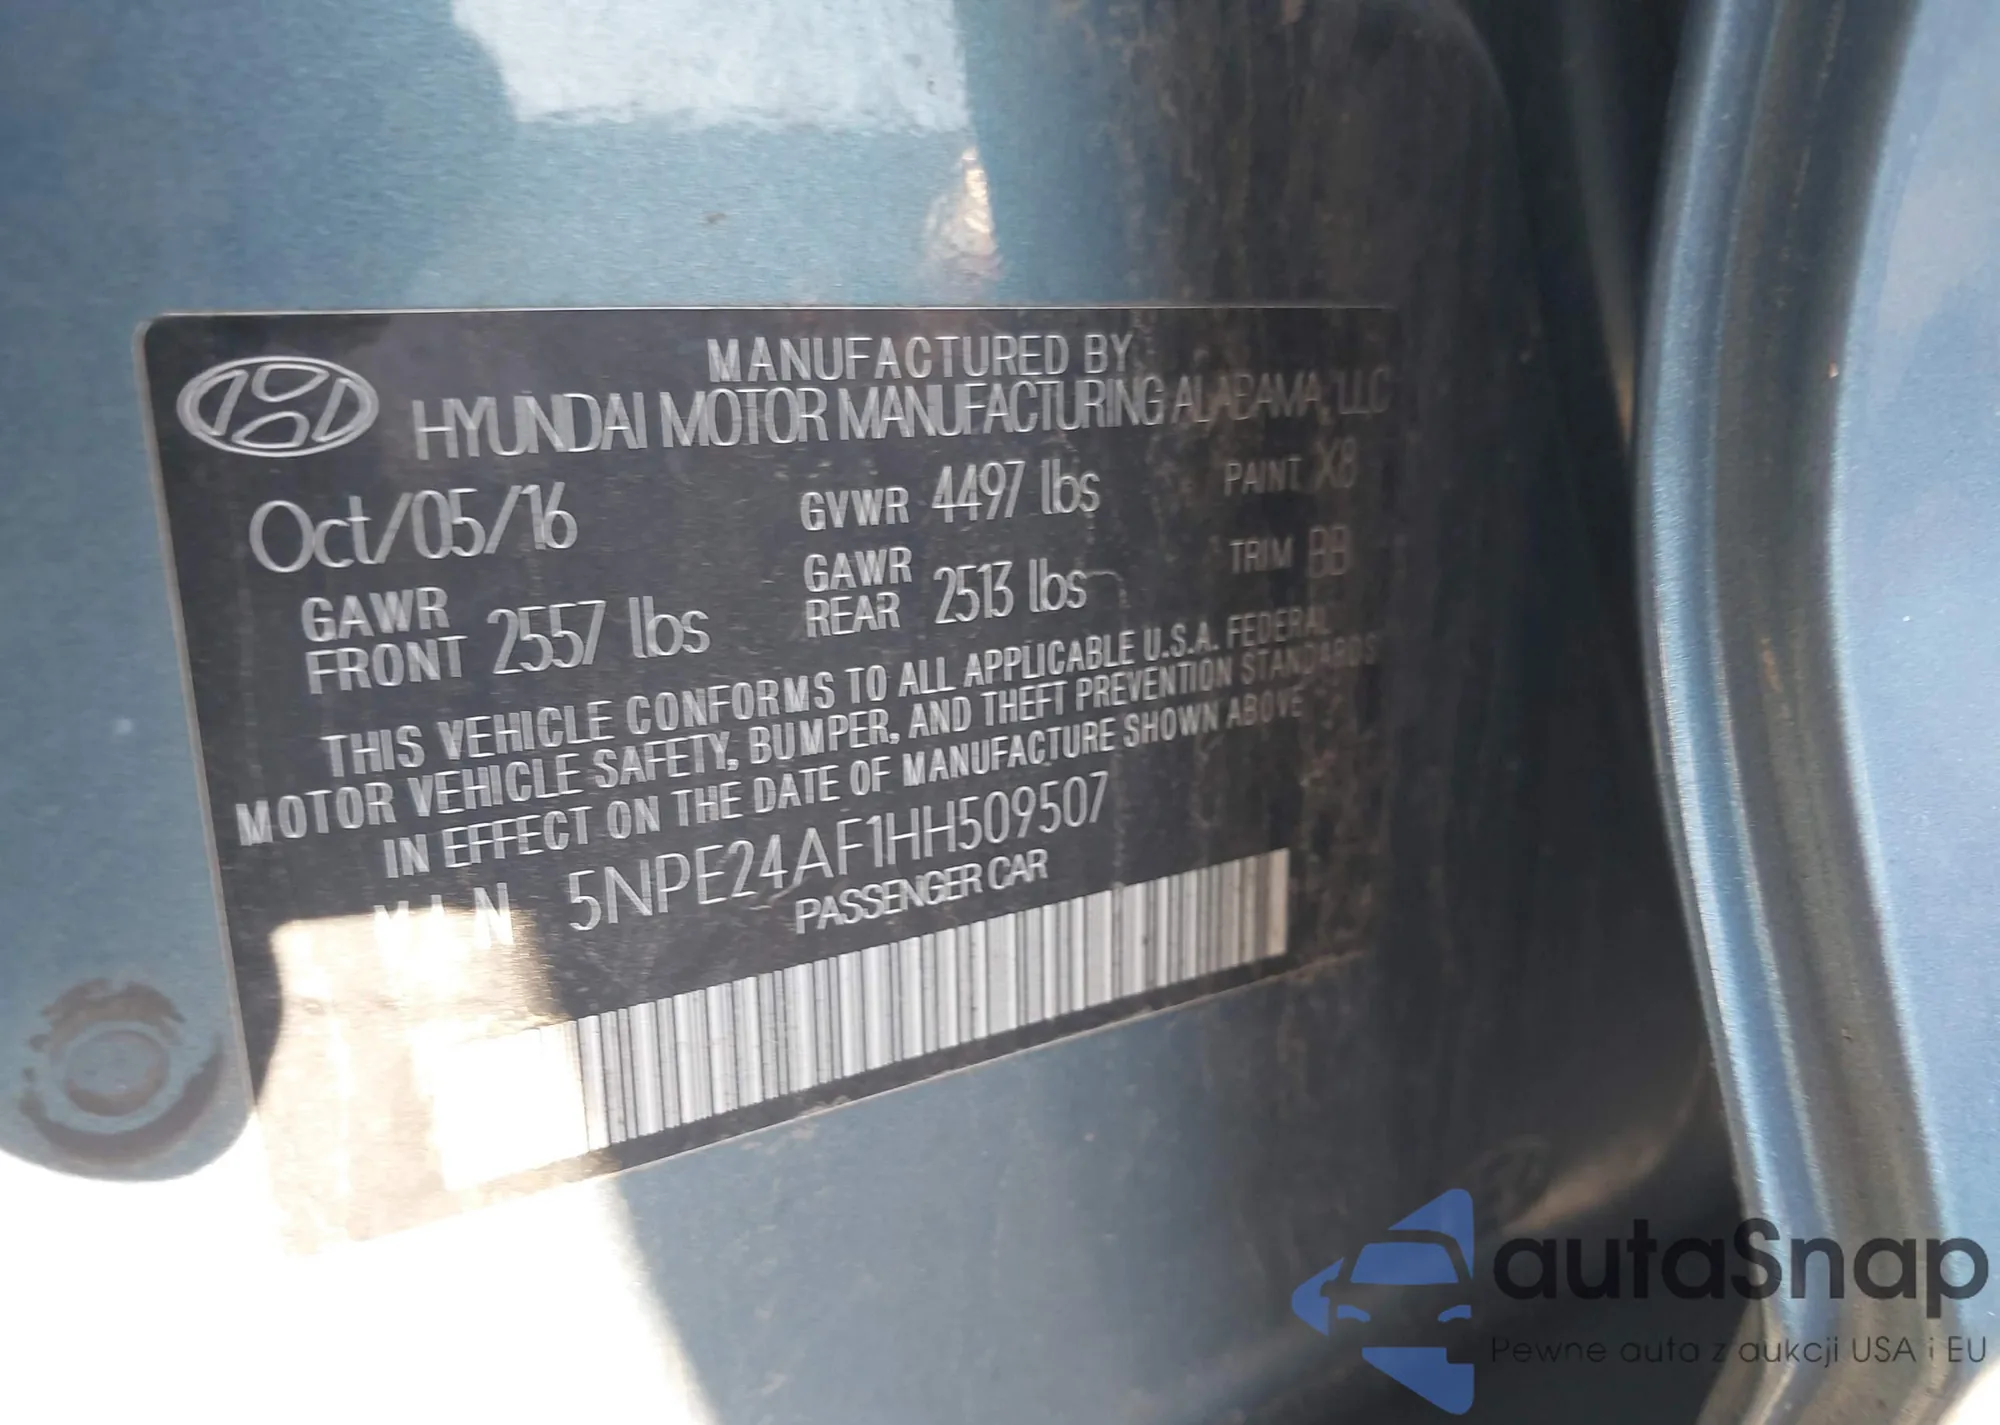 MANUFACTURED BY
HYUNDAI MOTOR MANUFACTURING ALABAMA, LLC
Oct/05/16 GVWR 4497 lbs PAINT X8
GAWR FRONT 2557 lbs GAWR REAR 2513 lbs TRIM BB
THIS VEHICLE CONFORMS TO ALL APPLICABLE U.S.A. FEDERAL
MOTOR VEHICLE SAFETY, BUMPER, AND THEFT PREVENTION STANDARDS
IN EFFECT ON THE DATE OF MANUFACTURE SHOWN ABOVE
M A N 5NPE24AF1HH509507
PASSENGER CAR
autaSnap
Pewne auta z aukcji USA i EU